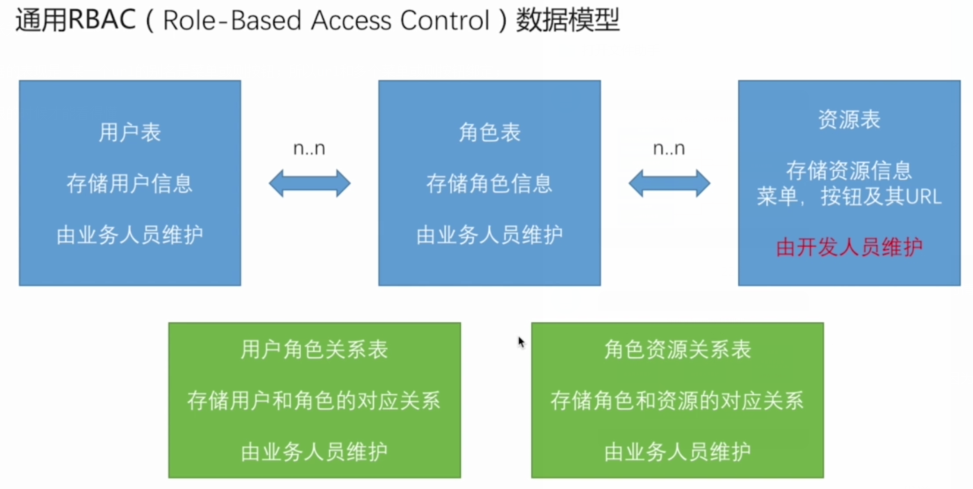 通用RBAC（Role-Based Access Control）数据模型
用户表
存储用户信息
由业务人员维护
n..n
角色表
存储角色信息
由业务人员维护
n..n
资源表
存储资源信息
菜单，按钮及其URL
由开发人员维护
用户角色关系表
存储用户和角色的对应关系
由业务人员维护
角色资源关系表
存储角色和资源的对应关系
由业务人员维护